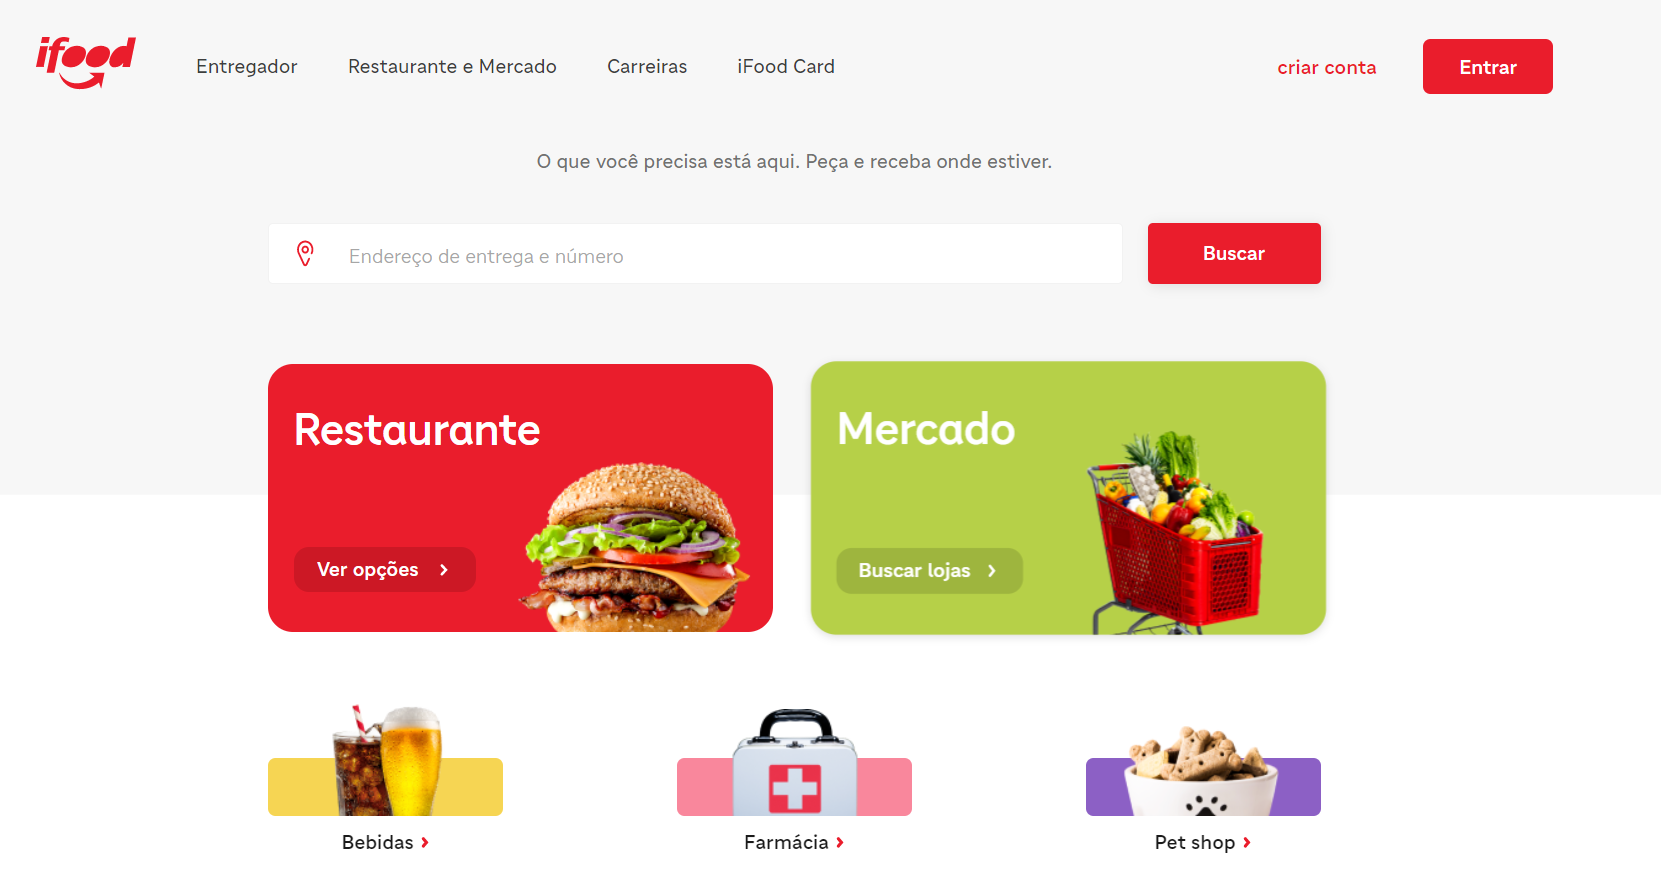 ifood
Entregador
Restaurante e Mercado
Carreiras
iFood Card
criar conta
Entrar
O que você precisa está aqui. Peça e receba onde estiver.
Endereço de entrega e número
Buscar
Restaurante
Ver opções
Mercado
Buscar lojas
Bebidas
Farmácia
Pet shop